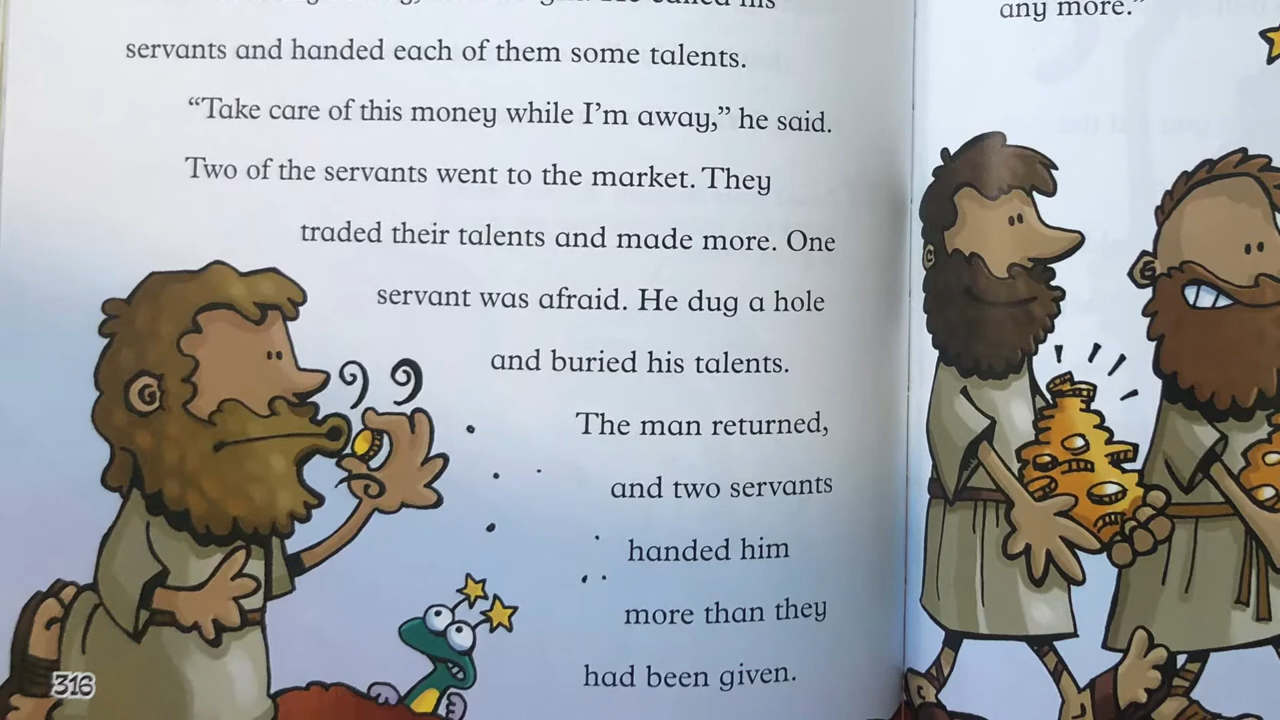 servants and handed each of them some talents.
“Take care of this money while I’m away,” he said.
Two of the servants went to the market. They
traded their talents and made more. One
servant was afraid. He dug a hole
and buried his talents.
The man returned,
and two servants
handed him
more than they
had been given.
316
any more.”